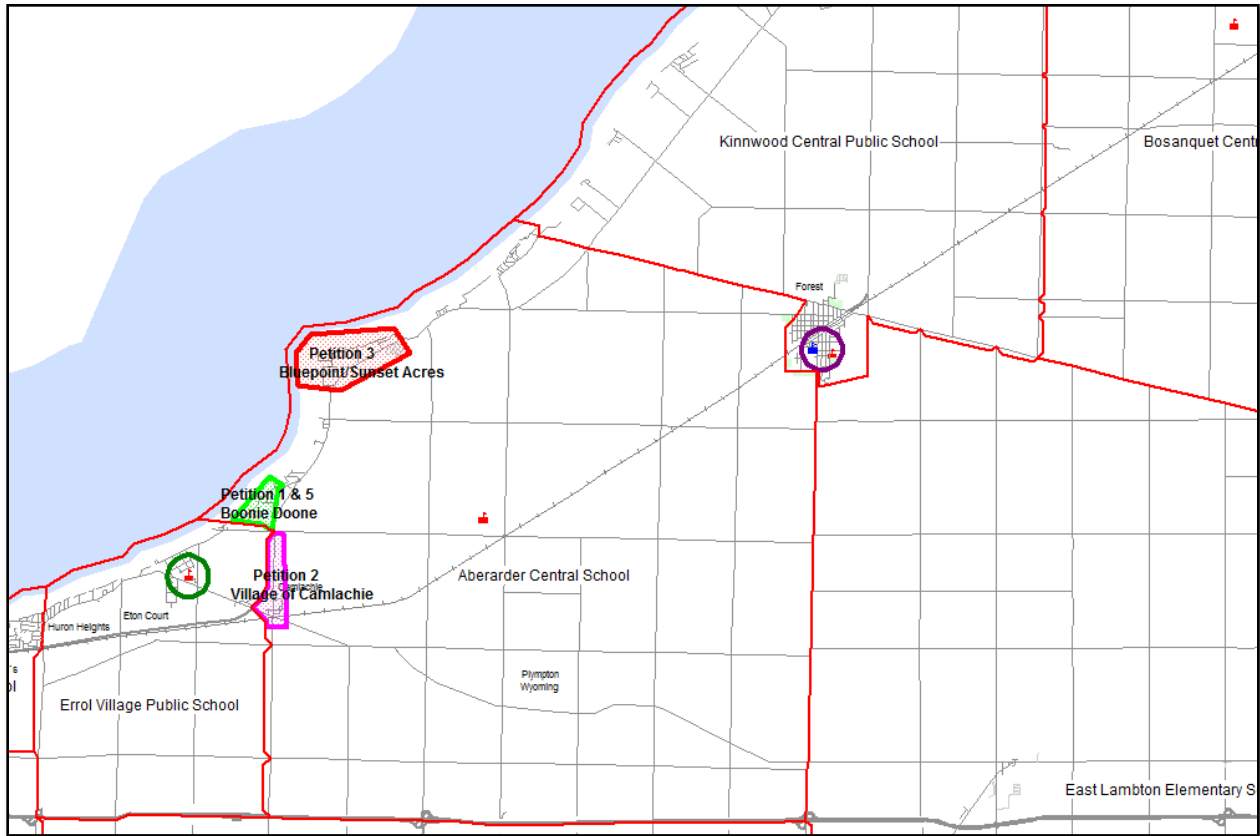 Kinnwood Central Public School
Bosanquet Cent
Forest
Petition 3
Bluepoint/Sunset Acres
Petition 1 & 5
Boonie Doone
Petition 2
Camlachie
Village of Camlachie
Aberarder Central School
Eton Court
Huron Heights
Plympton
Wyoming
Errol Village Public School
East Lambton Elementary S